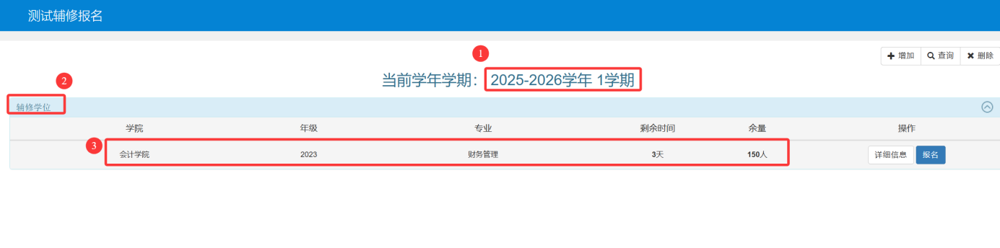 测试辅修报名
1
增加 查询 删除
当前学年学期: 2025-2026学年 1学期
2
辅修学位
学院 年级 专业 剩余时间 余量 操作
3
会计学院 2023 财务管理 3天 150人 详细信息 报名